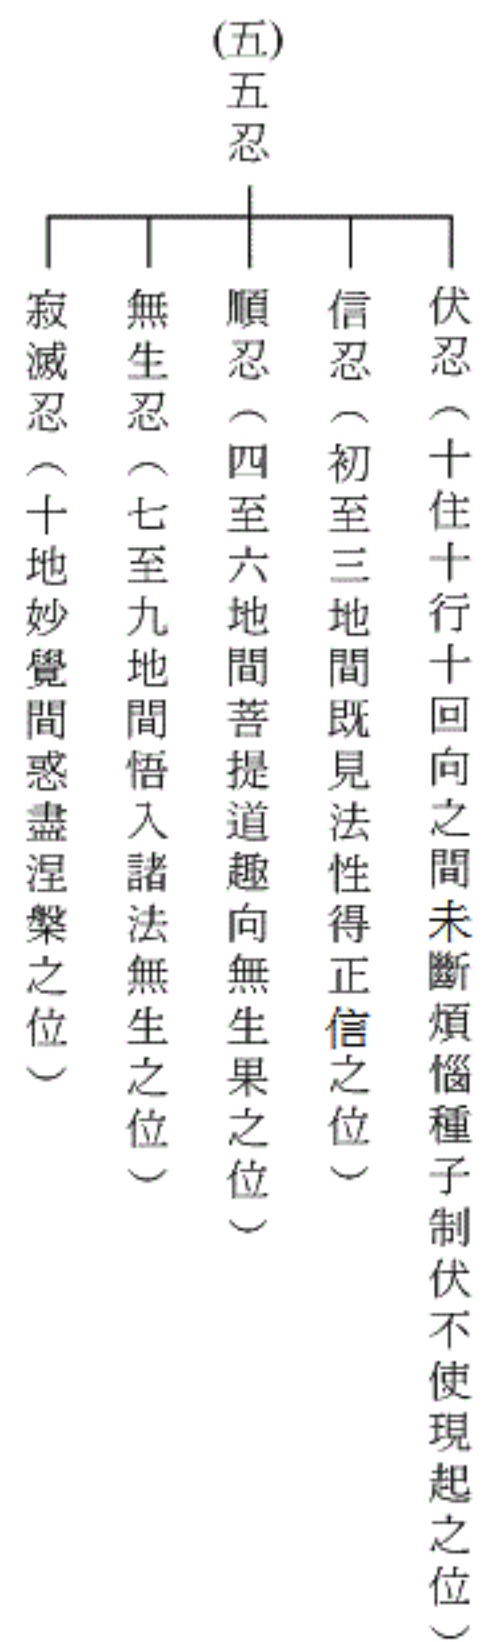 (五)五忍
伏忍（十住十行十回向之間未斷煩惱種子制伏不使現起之位）
信忍（初至三地間既見法性得正信之位）
順忍（四至六地間菩提道趣向無生果之位）
無生忍（七至九地間悟入諸法無生之位）
寂滅忍（十地妙覺間惑盡涅槃之位）